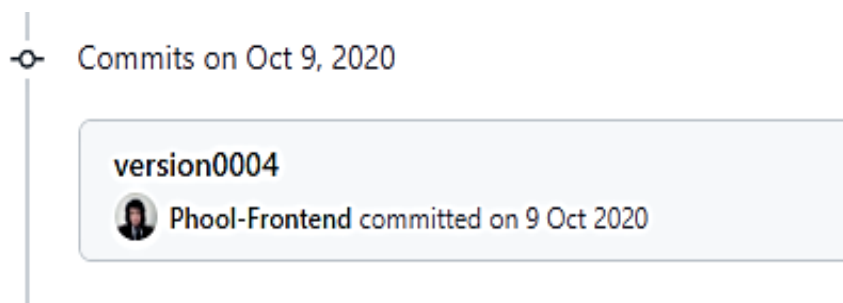 Commits on Oct 9, 2020
version0004
Phool-Frontend committed on 9 Oct 2020